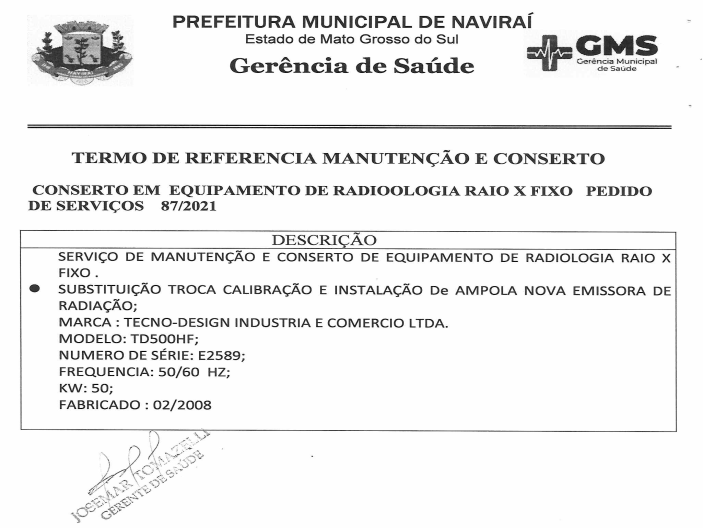 PREFEITURA MUNICIPAL DE NAVIRAÍ
Estado de Mato Grosso do Sul
Gerência de Saúde
NAVIRAÍ
GMS
Gerência Municipal
de Saúde
TERMO DE REFERENCIA MANUTENÇÃO E CONSERTO
CONSERTO EM EQUIPAMENTO DE RADIOOLOGIA RAIO X FIXO PEDIDO
DE SERVIÇOS 87/2021
DESCRIÇÃO
SERVIÇO DE MANUTENÇÃO E CONSERTO DE EQUIPAMENTO DE RADIOLOGIA RAIO X
FIXO .
● SUBSTITUIÇÃO TROCA CALIBRAÇÃO E INSTALAÇÃO De AMPOLA NOVA EMISSORA DE
RADIAÇÃO;
MARCA : TECNO-DESIGN INDUSTRIA E COMERCIO LTDA.
MODELO: TD500HF;
NUMERO DE SÉRIE: E2589;
FREQUENCIA: 50/60 HZ;
KW: 50;
FABRICADO : 02/2008
JOSEMAR TOMAZELLI
GERENTE DE SAÚDE